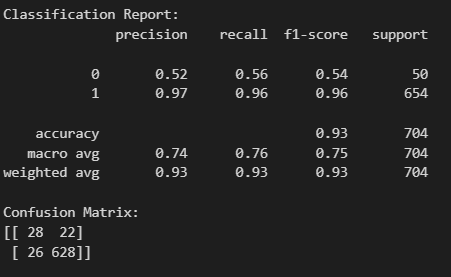 Classification Report:
precision recall f1-score support
0 0.52 0.56 0.54 50
1 0.97 0.96 0.96 654
accuracy 0.93 704
macro avg 0.74 0.76 0.75 704
weighted avg 0.93 0.93 0.93 704
Confusion Matrix:
[[ 28 22]
[ 26 628]]